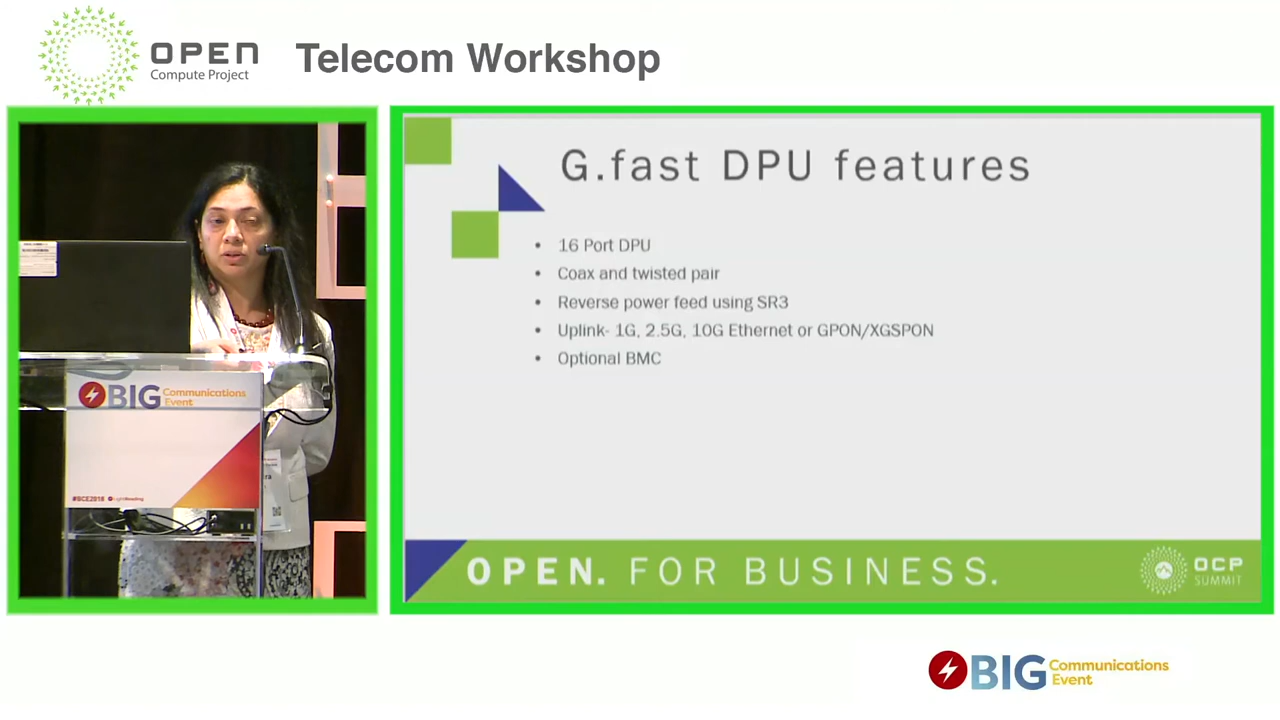 OPEN
Compute Project
Telecom Workshop
BIG Communications Event
#BCE2018 LightReading
G.fast DPU features
• 16 Port DPU
• Coax and twisted pair
• Reverse power feed using SR3
• Uplink- 1G, 2.5G, 10G Ethernet or GPON/XGSPON
• Optional BMC
OPEN. FOR BUSINESS.
OCP
SUMMIT
BIG Communications Event